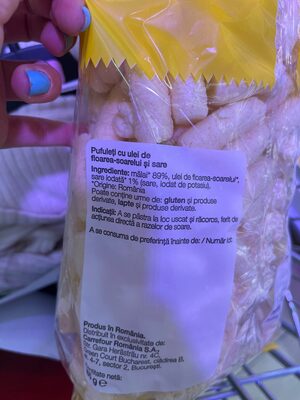 Pufuleți cu ulei de
floarea-soarelui și sare
Ingrediente: mălai* 89%, ulei de floarea-soarelui*,
sare iodată* 1% (sare, iodat de potasiu).
*Origine: România
Poate conține urme de: gluten și produse
derivate, lapte și produse derivate.
Indicații: A se păstra la loc uscat și răcoros, ferit de
acțiunea directă a razelor de soare.
A se consuma de preferință înainte de: / Număr lot:
Produs în România.
Distribuit în exclusivitate de:
Carrefour România S.A.,
Str. Gara Herăstrău nr. 4C,
Green Court Bucharest, clădirea B,
4-7, sector 2, București.
netă:
g